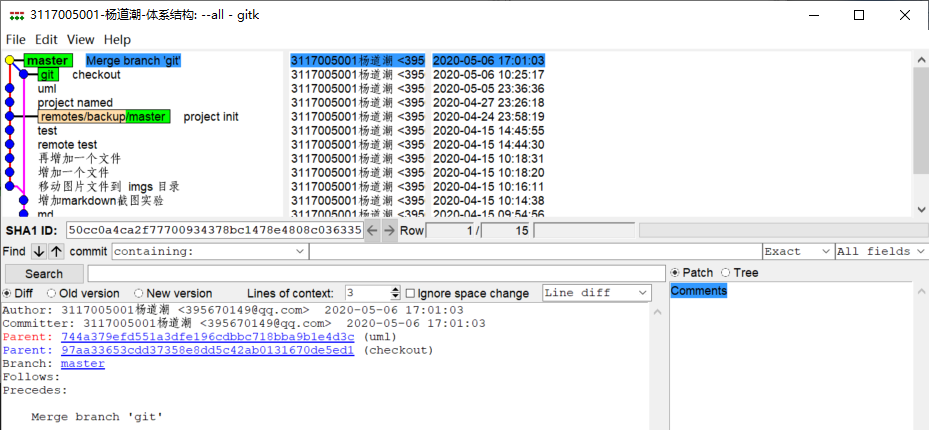 3117005001-杨道潮-体系结构: --all - gitk
File Edit View Help
master Merge branch 'git' 3117005001杨道潮 <395 2020-05-06 17:01:03
git checkout 3117005001杨道潮 <395 2020-05-06 10:25:17
uml 3117005001杨道潮 <395 2020-05-05 23:36:36
project named 3117005001杨道潮 <395 2020-04-27 23:26:18
remotes/backup/master project init 3117005001杨道潮 <395 2020-04-24 23:58:19
test 3117005001杨道潮 <395 2020-04-15 14:45:55
remote test 3117005001杨道潮 <395 2020-04-15 14:44:30
再增加一个文件 3117005001杨道潮 <395 2020-04-15 10:18:31
增加一个文件 3117005001杨道潮 <395 2020-04-15 10:18:20
移动图片文件到 imgs 目录 3117005001杨道潮 <395 2020-04-15 10:16:11
增加markdown截图实验 3117005001杨道潮 <395 2020-04-15 10:14:38
md 3117005001杨道潮 <395 2020-04-15 09:54:56
SHA1 ID: 50cc0a4ca2f77700934378bc1478e4808c036335 Row 1 / 15
Find commit containing: Exact All fields
Search Patch Tree
Diff Old version New version Lines of context: 3 Ignore space change Line diff Comments
Author: 3117005001杨道潮 <395670149@qq.com> 2020-05-06 17:01:03
Committer: 3117005001杨道潮 <395670149@qq.com> 2020-05-06 17:01:03
Parent: 744a379efd551a3dfe196cdbbc718bba9b1e4d3c (uml)
Parent: 97aa33653cdd37358e8dd5c42ab0131670de5ed1 (checkout)
Branch: master
Follows:
Precedes:
Merge branch 'git'